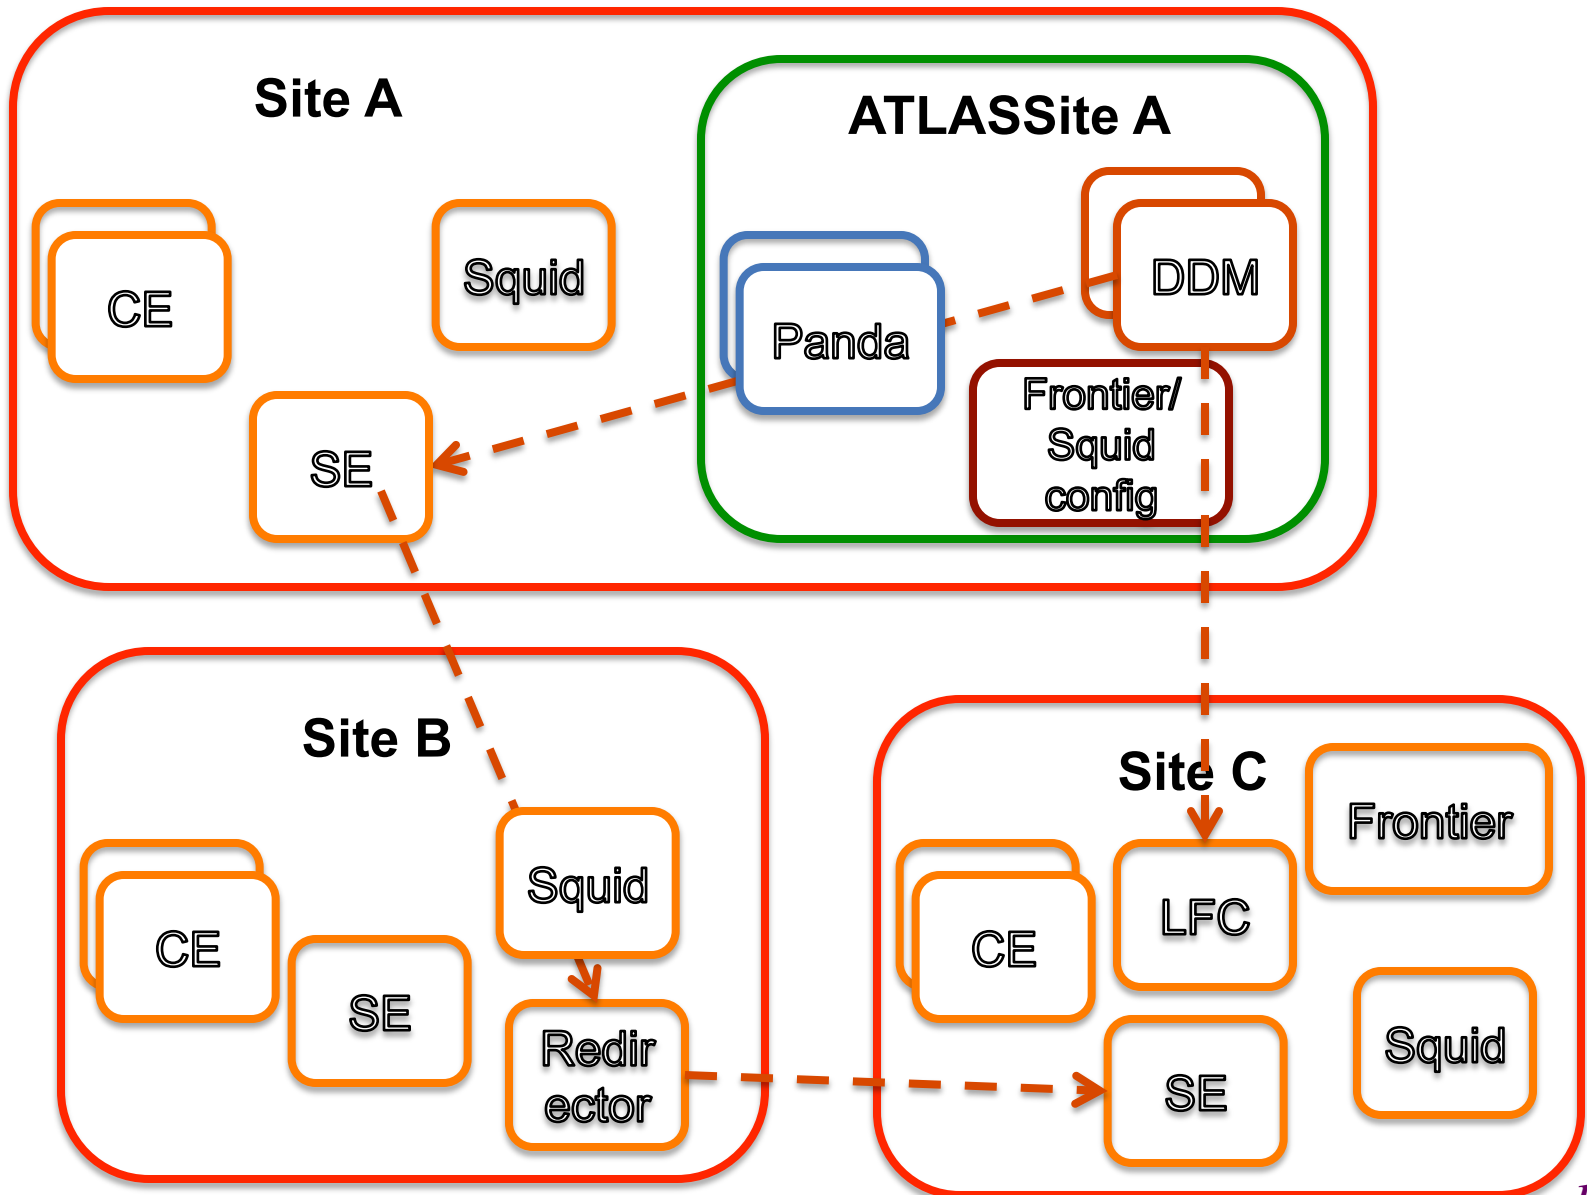 Site A
ATLASSite A
CE
Squid
DDM
Panda
Frontier/
Squid
config
SE
Site B
Squid
CE
SE
Redir
ector
Site C
Frontier
LFC
CE
Squid
SE